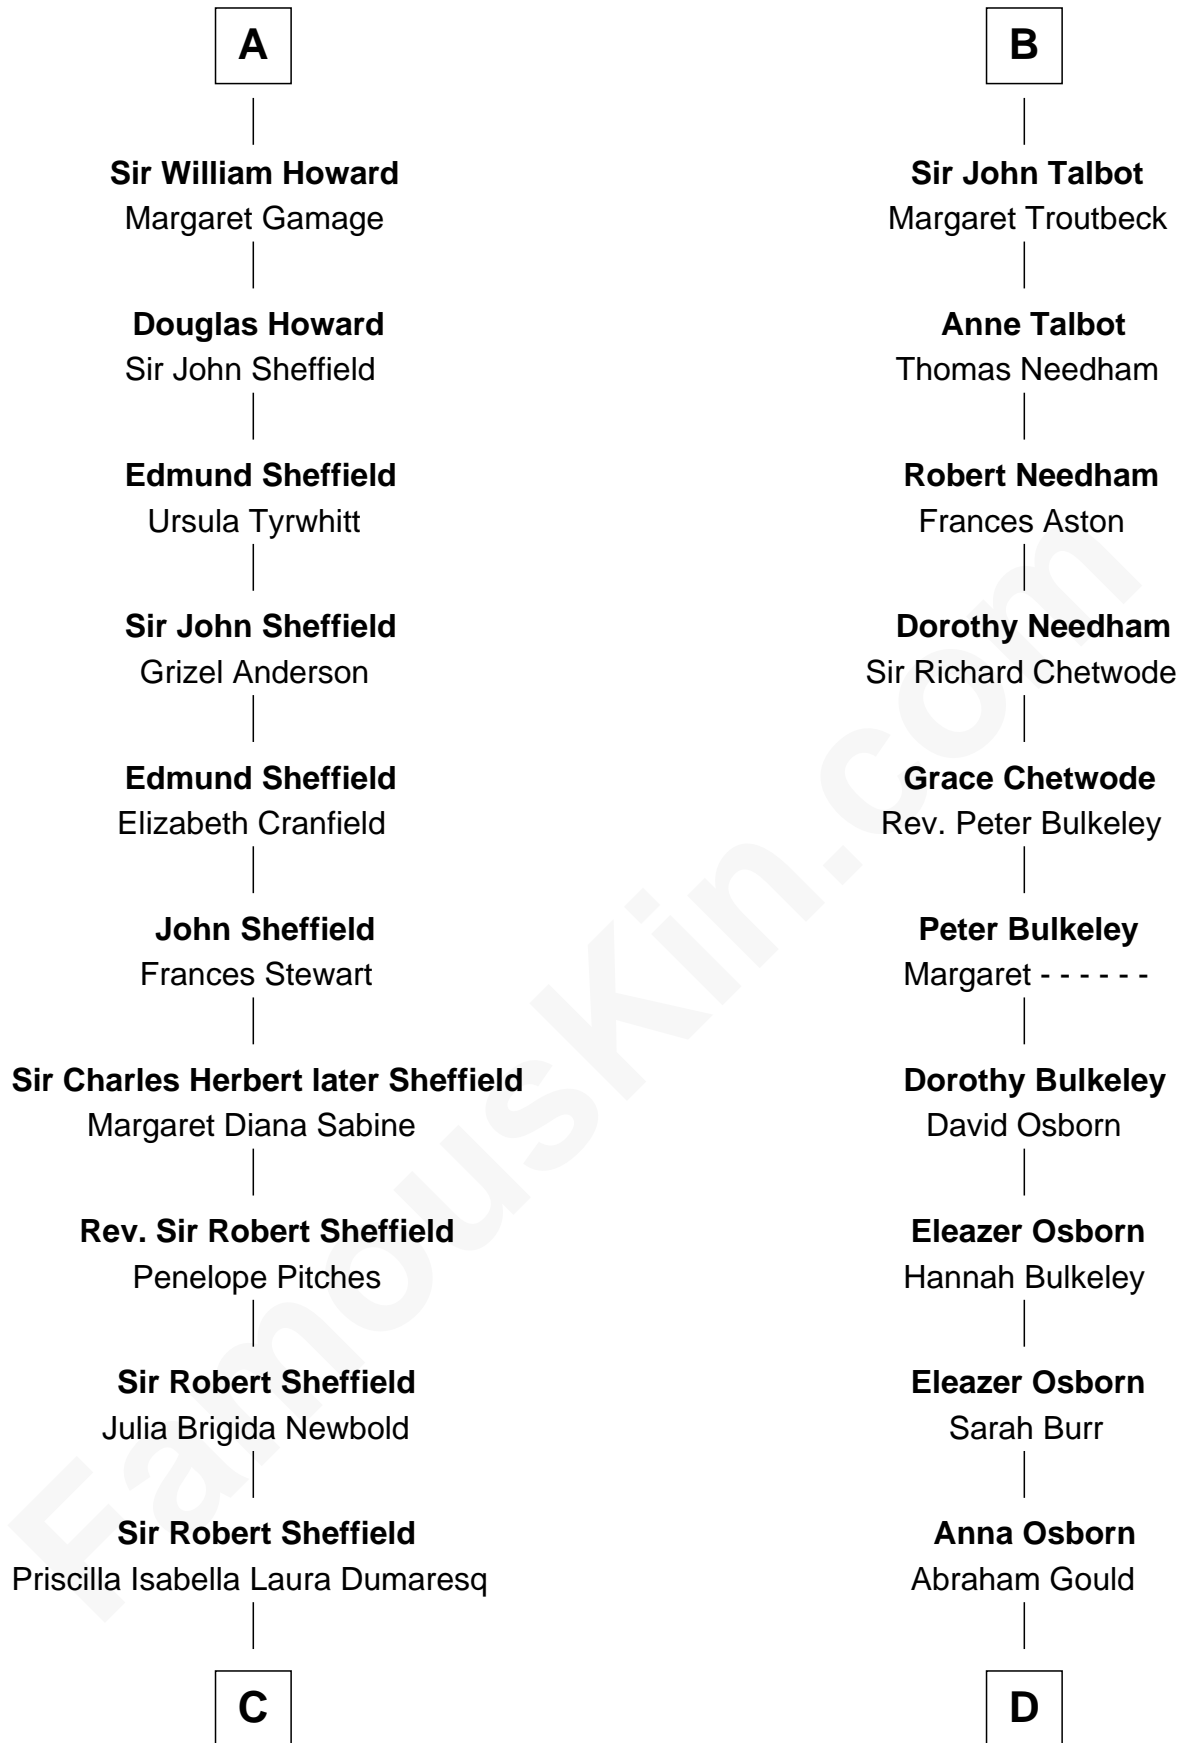 A
Sir William Howard
Margaret Gamage
Douglas Howard
Sir John Sheffield
Edmund Sheffield
Ursula Tyrwhitt
Sir John Sheffield
Grizel Anderson
Edmund Sheffield
Elizabeth Cranfield
John Sheffield
Frances Stewart
Sir Charles Herbert later Sheffield
Margaret Diana Sabine
Rev. Sir Robert Sheffield
Penelope Pitches
Sir Robert Sheffield
Julia Brigida Newbold
Sir Robert Sheffield
Priscilla Isabella Laura Dumaresq
C
B
Sir John Talbot
Margaret Troutbeck
Anne Talbot
Thomas Needham
Robert Needham
Frances Aston
Dorothy Needham
Sir Richard Chetwode
Grace Chetwode
Rev. Peter Bulkeley
Peter Bulkeley
Margaret - - - - - -
Dorothy Bulkeley
David Osborn
Eleazer Osborn
Hannah Bulkeley
Eleazer Osborn
Sarah Burr
Anna Osborn
Abraham Gould
D
FamousKin.com